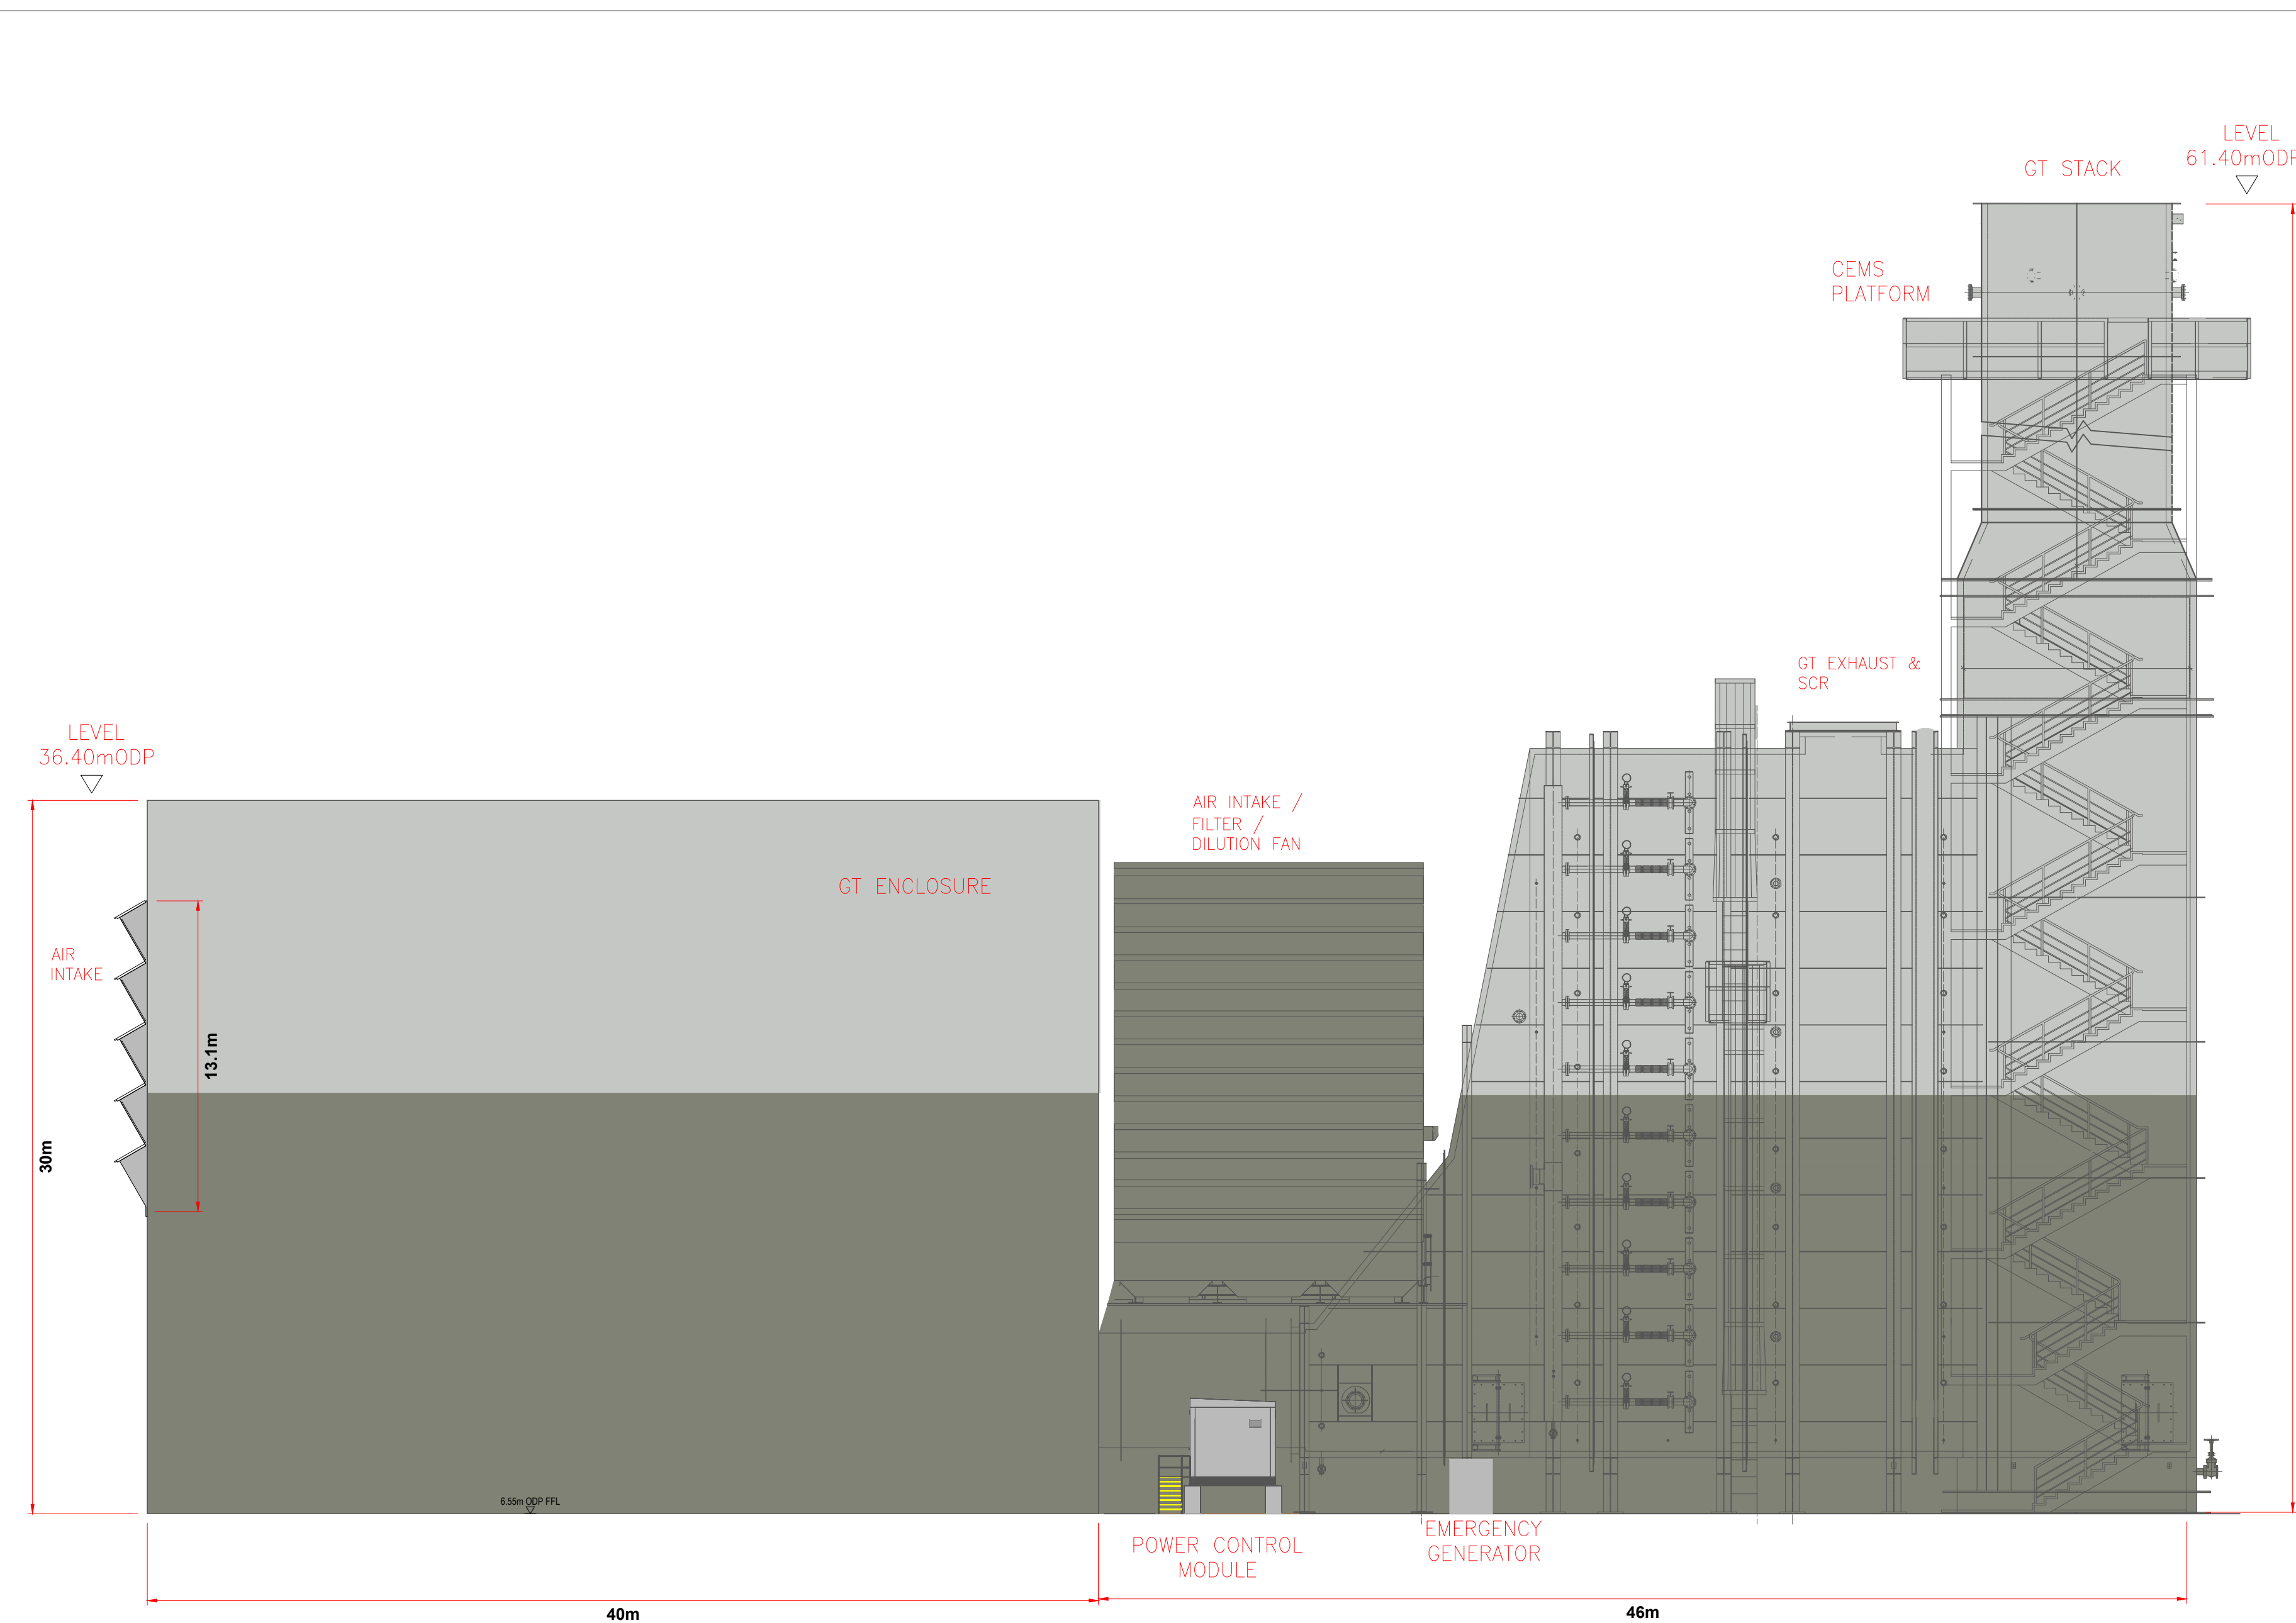 LEVEL
61.40mODP
GT STACK
CEMS
PLATFORM
GT EXHAUST &
SCR
LEVEL
36.40mODP
AIR INTAKE /
FILTER /
DILUTION FAN
GT ENCLOSURE
AIR
INTAKE
13.1m
30m
6.55m ODP FFL
POWER CONTROL
MODULE
EMERGENCY
GENERATOR
40m
46m